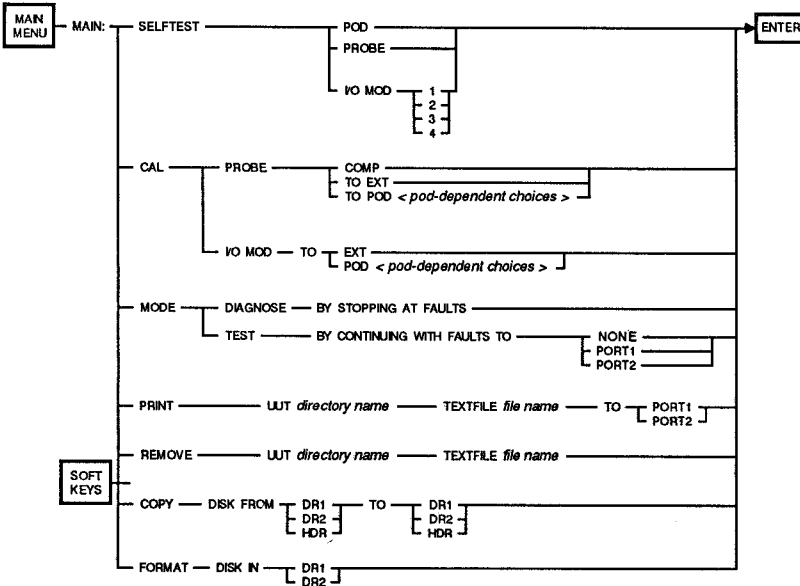 MAIN MENU
MAIN: SELFTEST POD
PROBE
I/O MOD 1
2
3
4
ENTER
CAL PROBE COMP
TO EXT
TO POD < pod-dependent choices >
I/O MOD TO EXT
POD < pod-dependent choices >
MODE DIAGNOSE BY STOPPING AT FAULTS
TEST BY CONTINUING WITH FAULTS TO NONE
PORT1
PORT2
PRINT UUT directory name TEXTFILE file name TO PORT1
PORT2
REMOVE UUT directory name TEXTFILE file name
SOFT KEYS
COPY DISK FROM DR1 TO DR1
DR2 DR2
HDR HDR
FORMAT DISK IN DR1
DR2